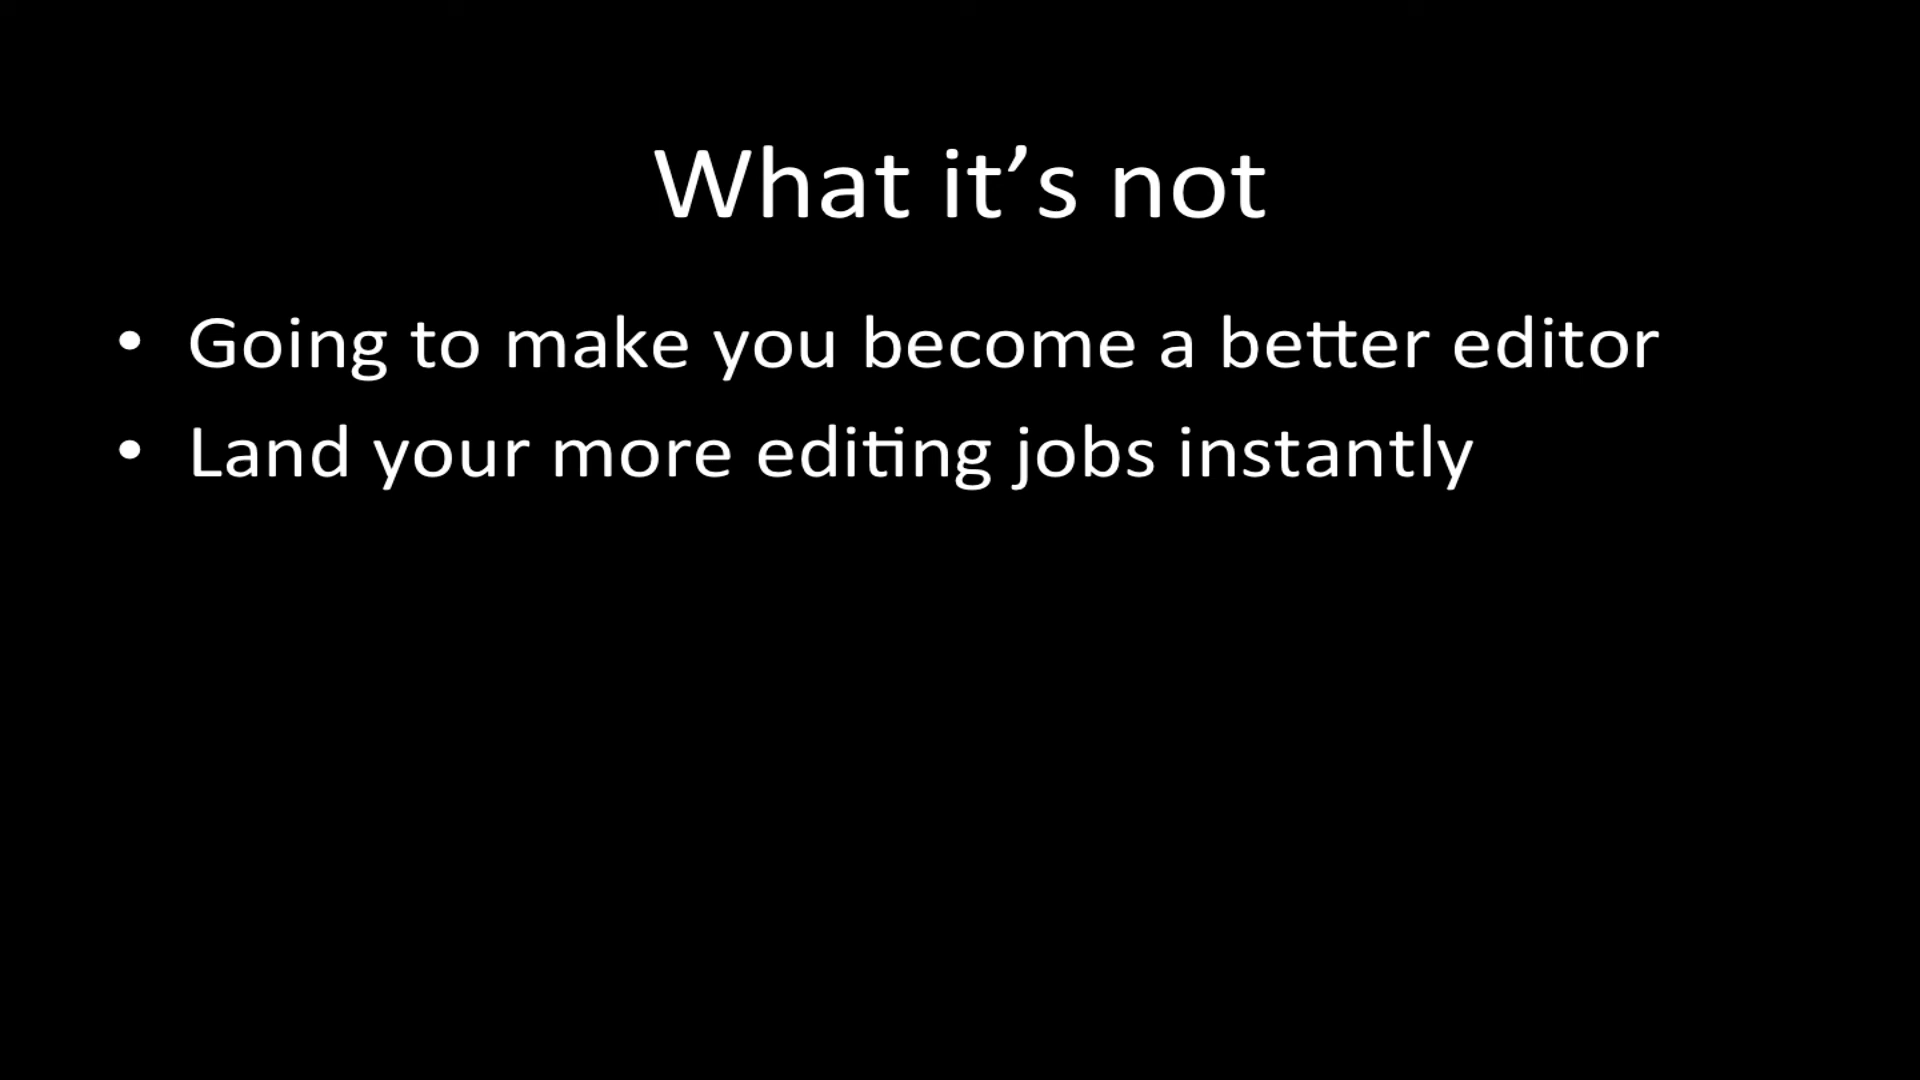 What it’s not
• Going to make you become a better editor
• Land your more editing jobs instantly